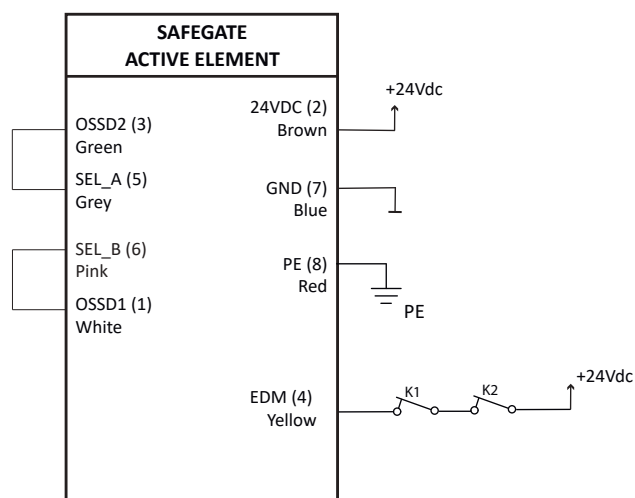 SAFEGATE
ACTIVE ELEMENT
OSSD2 (3)
Green
SEL_A (5)
Grey
SEL_B (6)
Pink
OSSD1 (1)
White
24VDC (2)
Brown
+24Vdc
GND (7)
Blue
PE (8)
Red
PE
EDM (4)
Yellow
K1
K2
+24Vdc